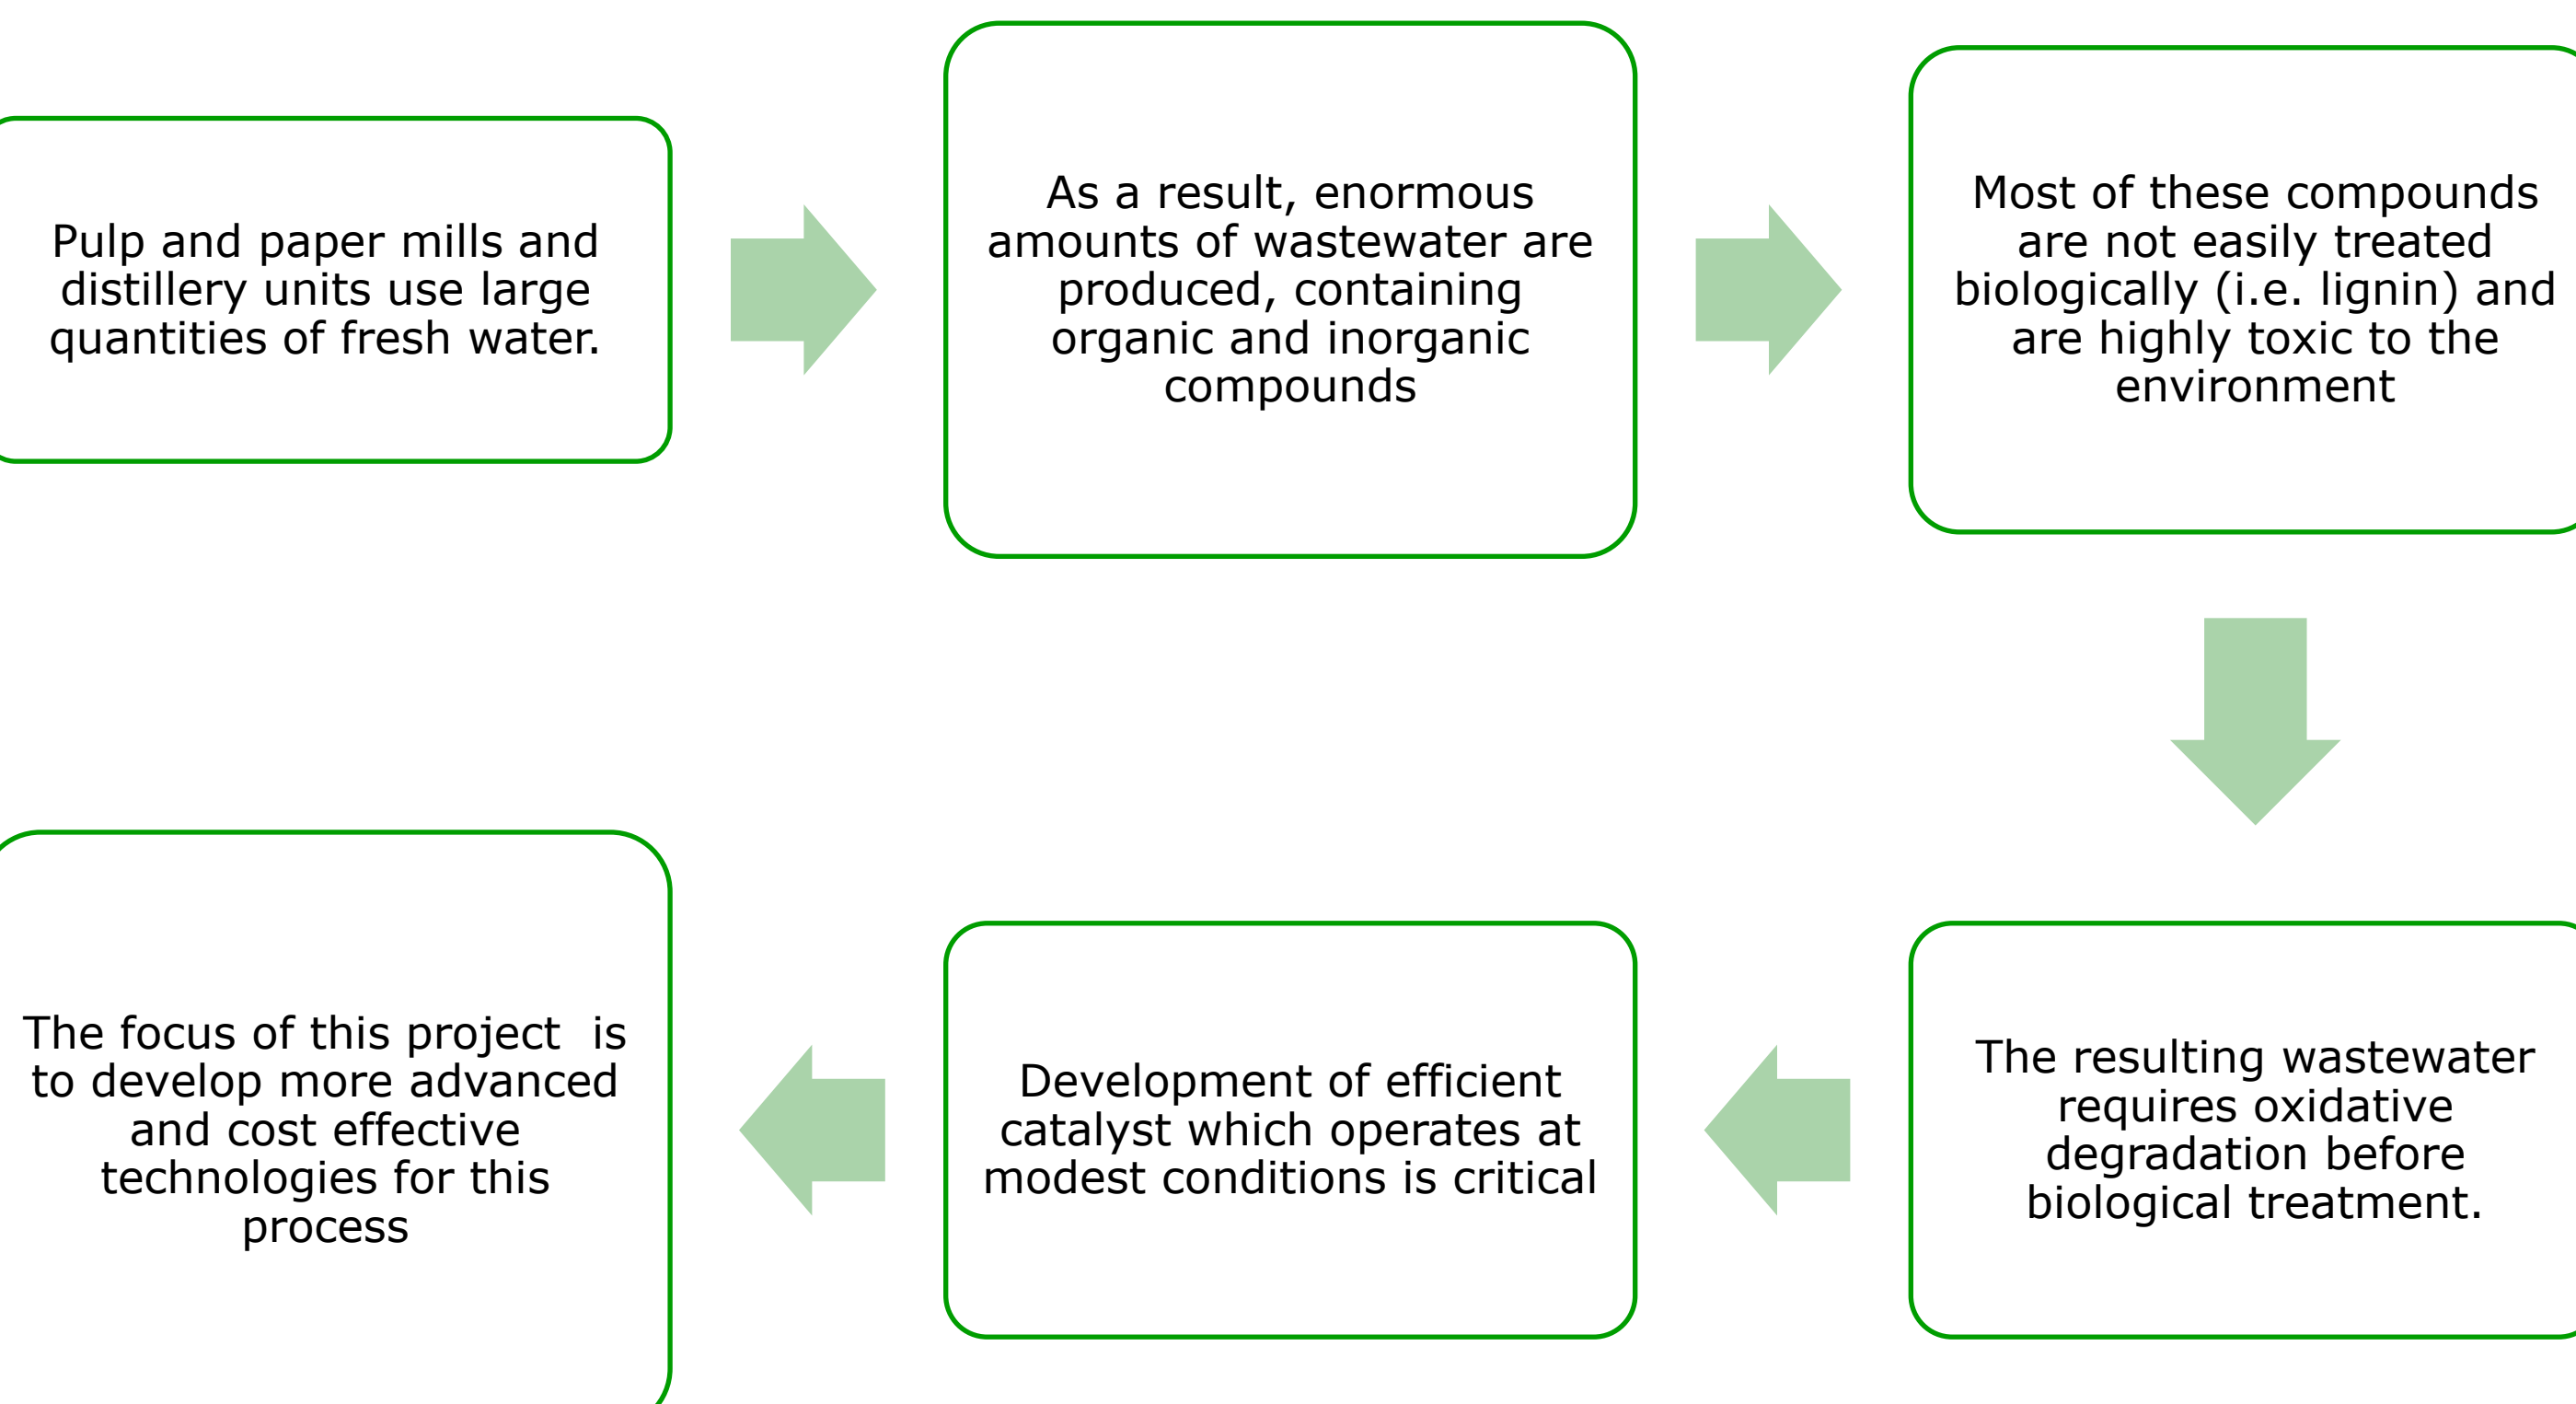 Pulp and paper mills and
distillery units use large
quantities of fresh water.
As a result, enormous
amounts of wastewater are
produced, containing
organic and inorganic
compounds
Most of these compounds
are not easily treated
biologically (i.e. lignin) and
are highly toxic to the
environment
The resulting wastewater
requires oxidative
degradation before
biological treatment.
Development of efficient
catalyst which operates at
modest conditions is critical
The focus of this project  is
to develop more advanced
and cost effective
technologies for this
process